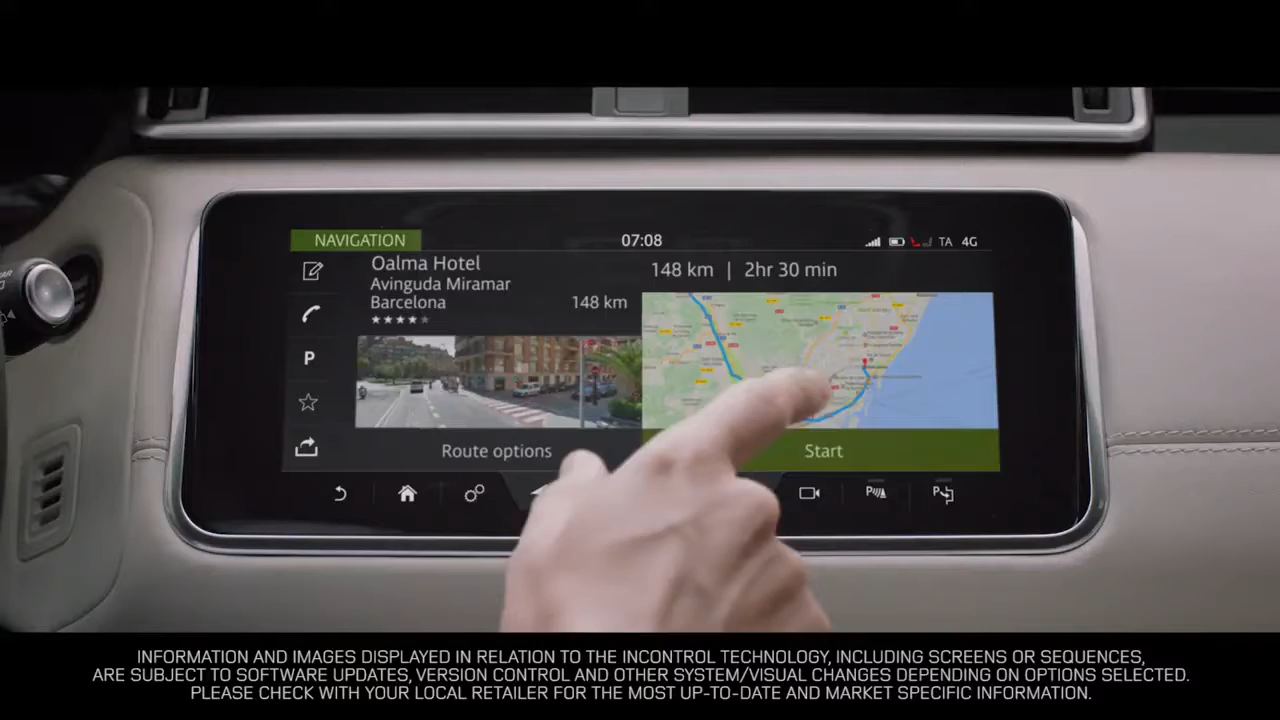 NAVIGATION
07:08
TA 4G
Oalma Hotel
Avinguda Miramar
Barcelona
148 km
148 km | 2hr 30 min
P
Route options
Start
P
P
INFORMATION AND IMAGES DISPLAYED IN RELATION TO THE INCONTROL TECHNOLOGY, INCLUDING SCREENS OR SEQUENCES,
ARE SUBJECT TO SOFTWARE UPDATES, VERSION CONTROL AND OTHER SYSTEM/VISUAL CHANGES DEPENDING ON OPTIONS SELECTED.
PLEASE CHECK WITH YOUR LOCAL RETAILER FOR THE MOST UP-TO-DATE AND MARKET SPECIFIC INFORMATION.